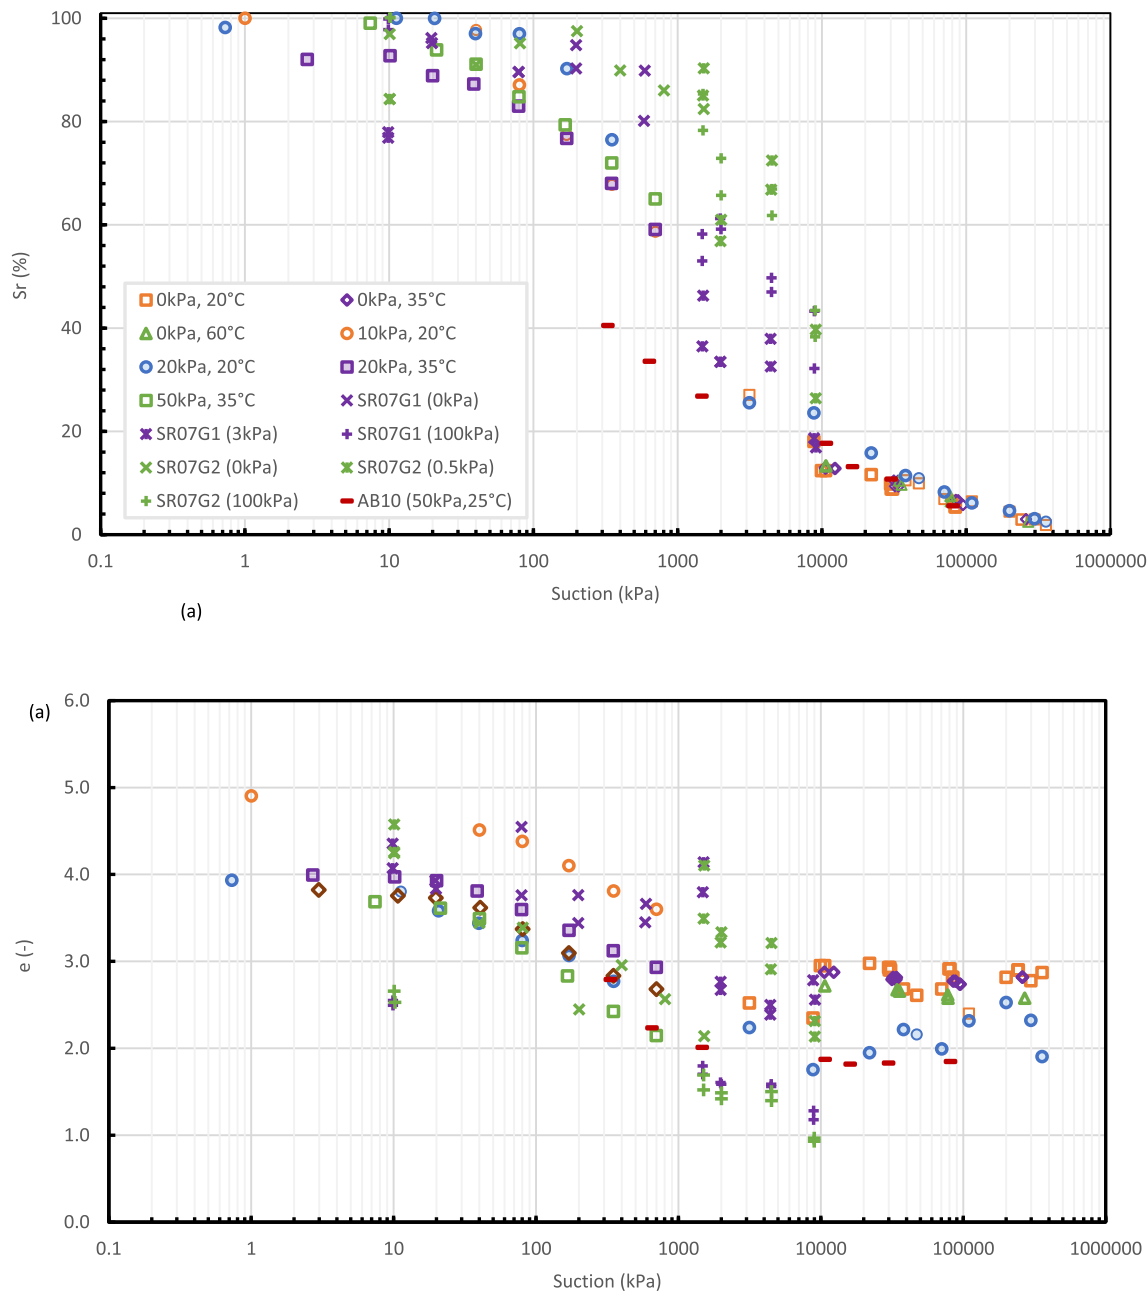 100
80
60
40
20
0
Sr (%)
0kPa, 20°C
0kPa, 35°C
0kPa, 60°C
10kPa, 20°C
20kPa, 20°C
20kPa, 35°C
50kPa, 35°C
SR07G1 (0kPa)
SR07G1 (3kPa)
SR07G1 (100kPa)
SR07G2 (0kPa)
SR07G2 (0.5kPa)
SR07G2 (100kPa)
AB10 (50kPa,25°C)
0.1 1 10 100 1000 10000 100000 1000000
Suction (kPa)
(a)
(a)
6.0
5.0
4.0
3.0
2.0
1.0
0.0
e (-)
0.1 1 10 100 1000 10000 100000 1000000
Suction (kPa)